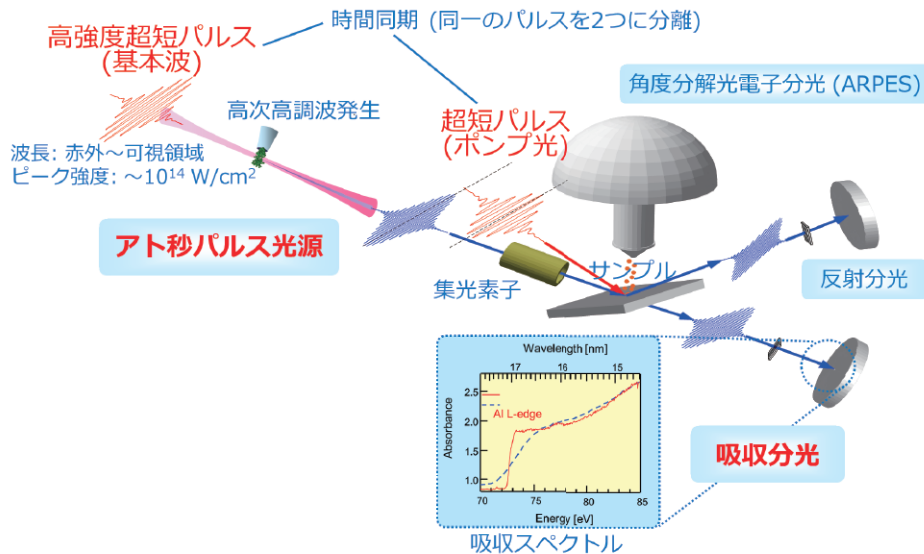 時間同期 (同一のパルスを2つに分離)
高強度超短パルス
(基本波)
高次高調波発生
超短パルス
(ポンプ光)
角度分解光電子分光 (ARPES)
波長: 赤外～可視領域
ピーク強度: ～10¹⁴ W/cm²
アト秒パルス光源
集光素子
サンプル
反射分光
Wavelength [nm]
17 16 15
Absorbance
2.5
2.0
1.5
1.0
Al L-edge
70 75 80 85
Energy [eV]
吸収スペクトル
吸収分光